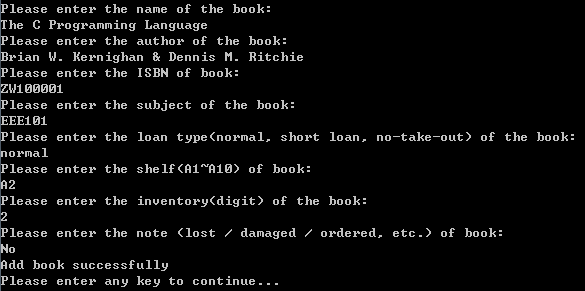 Please enter the name of the book:
The C Programming Language
Please enter the author of the book:
Brian W. Kernighan & Dennis M. Ritchie
Please enter the ISBN of book:
ZW100001
Please enter the subject of the book:
EEE101
Please enter the loan type(normal, short loan, no-take-out) of the book:
normal
Please enter the shelf(A1~A10) of book:
A2
Please enter the inventory(digit) of the book:
2
Please enter the note (lost / damaged / ordered, etc.) of book:
No
Add book successfully
Please enter any key to continue...